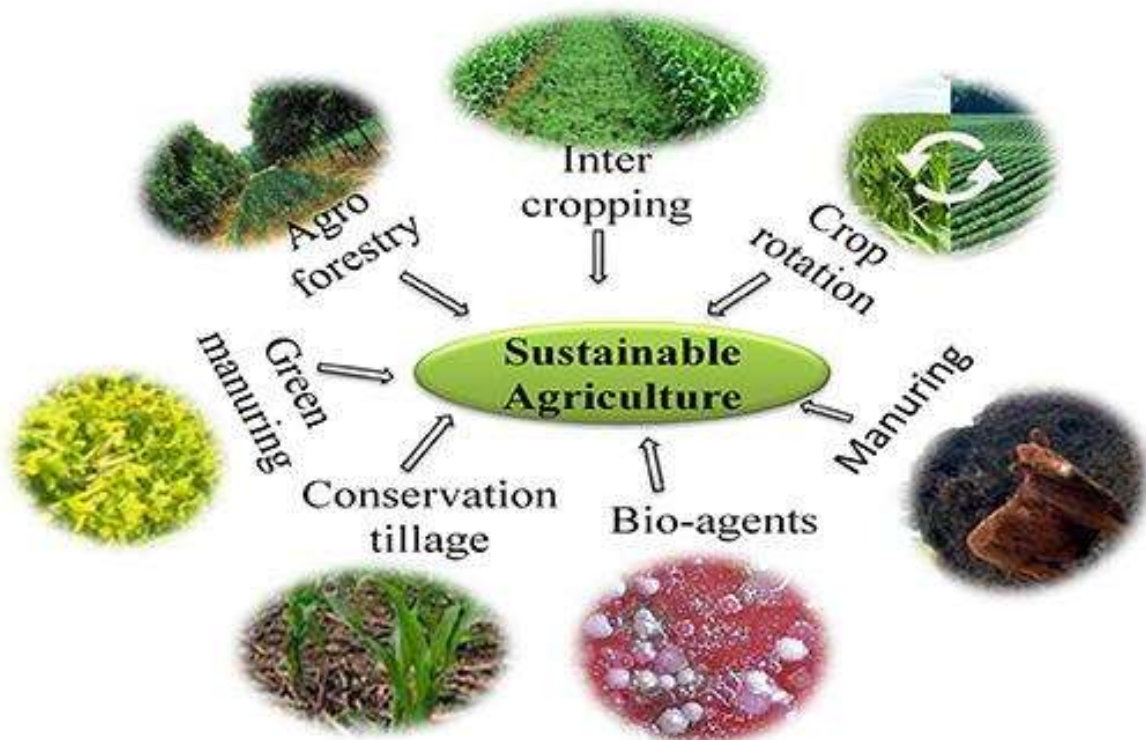 Inter
cropping
Agro
forestry
Crop
rotation
Green
manuring
Sustainable
Agriculture
Manuring
Conservation
tillage
Bio-agents